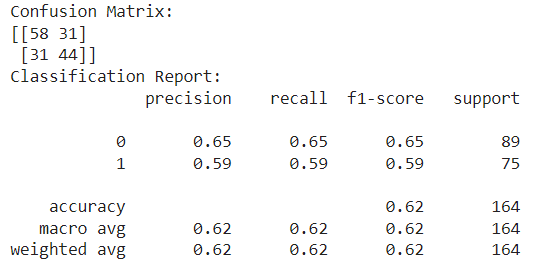 Confusion Matrix:
[[58 31]
 [31 44]]
Classification Report:
              precision    recall  f1-score   support

           0       0.65      0.65      0.65        89
           1       0.59      0.59      0.59        75

    accuracy                           0.62       164
   macro avg       0.62      0.62      0.62       164
weighted avg       0.62      0.62      0.62       164